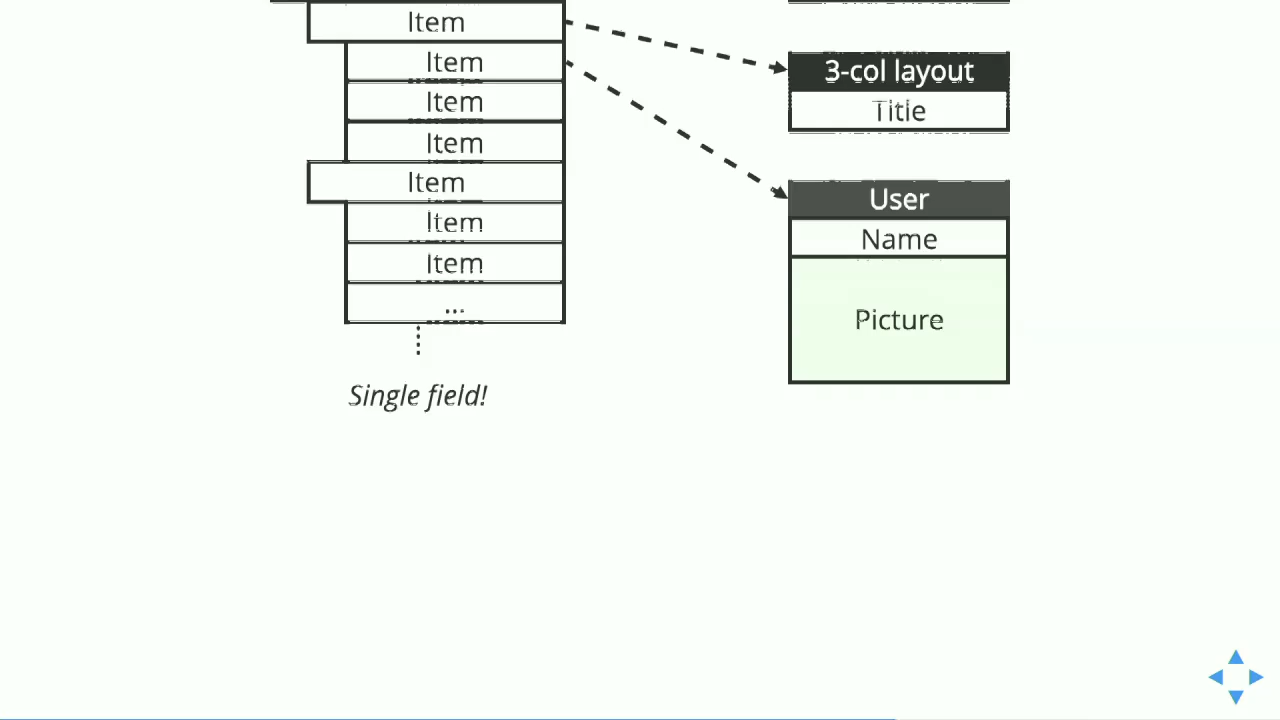 Item
Item
Item
Item
Item
Item
Item
...
Single field!
3-col layout
Title
User
Name
Picture